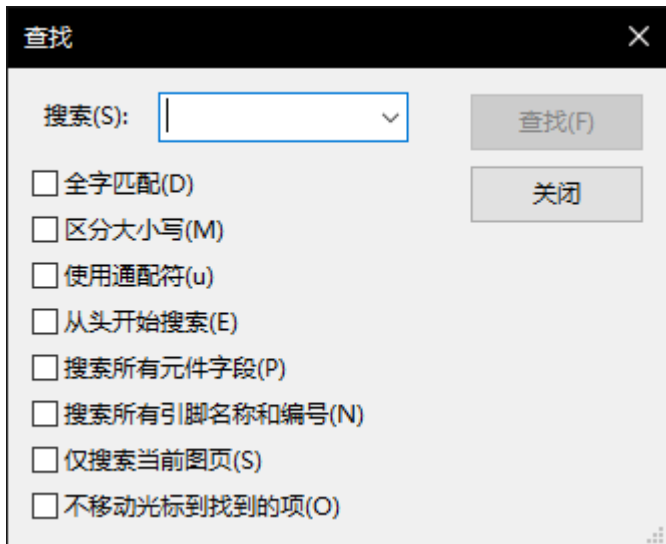 查找
搜索(S):
查找(F)
全字匹配(D)
关闭
区分大小写(M)
使用通配符(u)
从头开始搜索(E)
搜索所有元件字段(P)
搜索所有引脚名称和编号(N)
仅搜索当前图页(S)
不移动光标到找到的项(O)